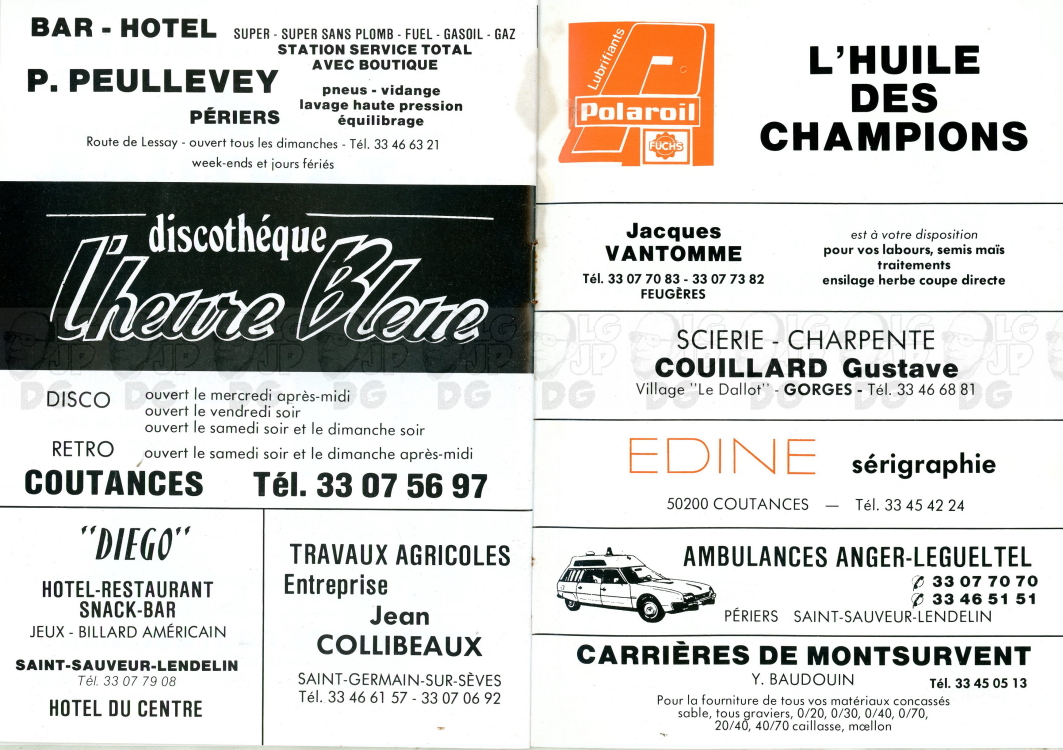 BAR - HOTEL
SUPER - SUPER SANS PLOMB - FUEL - GASOIL - GAZ
STATION SERVICE TOTAL
AVEC BOUTIQUE
P. PEULLEVEY
PÉRIERS
pneus - vidange
lavage haute pression
équilibrage
Route de Lessay - ouvert tous les dimanches - Tél. 33 46 63 21
week-ends et jours fériés
discothéque
l'heure Bleue
DISCO
ouvert le mercredi après-midi
ouvert le vendredi soir
ouvert le samedi soir et le dimanche soir
RETRO
ouvert le samedi soir et le dimanche après-midi
COUTANCES Tél. 33 07 56 97
"DIEGO"
HOTEL-RESTAURANT
SNACK-BAR
JEUX - BILLARD AMÉRICAIN
SAINT-SAUVEUR-LENDELIN
Tél. 33 07 79 08
HOTEL DU CENTRE
TRAVAUX AGRICOLES
Entreprise
Jean
COLLIBEAUX
SAINT-GERMAIN-SUR-SÈVES
Tél. 33 46 61 57 - 33 07 06 92
Lubrifiants
Polaroil
FUCHS
L'HUILE
DES
CHAMPIONS
Jacques
VANTOMME
Tél. 33 07 70 83 - 33 07 73 82
FEUGÈRES
est à votre disposition
pour vos labours, semis maïs
traitements
ensilage herbe coupe directe
SCIERIE - CHARPENTE
COUILLARD Gustave
Village "Le Dallot" - GORGES - Tél. 33 46 68 81
EDINE sérigraphie
50200 COUTANCES — Tél. 33 45 42 24
AMBULANCES ANGER-LEGUELTEL
✆ 33 07 70 70
✆ 33 46 51 51
PÉRIERS SAINT-SAUVEUR-LENDELIN
CARRIÈRES DE MONTSURVENT
Y. BAUDOUIN Tél. 33 45 05 13
Pour la fourniture de tous vos matériaux concassés
sable, tous graviers, 0/20, 0/30, 0/40, 0/70,
20/40, 40/70 caillasse, mœllon
LG
JP
DG